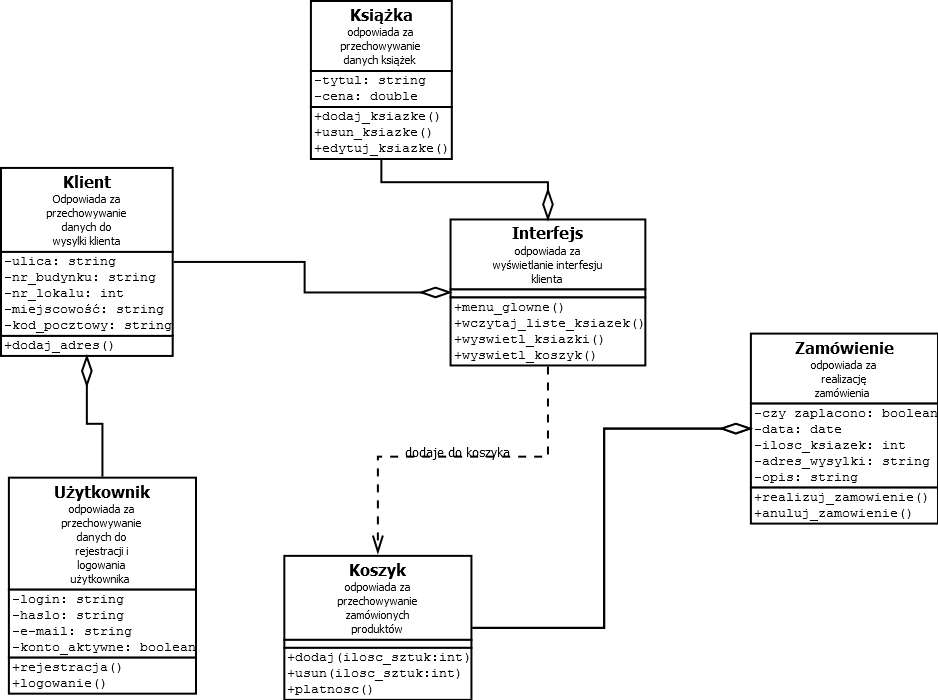 Książka
odpowiada za
przechowywanie
danych książek
-tytul: string
-cena: double
+dodaj_ksiazke()
+usun_ksiazke()
+edytuj_ksiazke()
Klient
Odpowiada za
przechowywanie
danych do
wysylki klienta
-ulica: string
-nr_budynku: string
-nr_lokalu: int
-miejscowość: string
-kod_pocztowy: string
+dodaj_adres()
Interfejs
odpowiada za
wyświetlanie interfesju
klienta
+menu_glowne()
+wczytaj_liste_ksiazek()
+wyswietl_ksiazki()
+wyswietl_koszyk()
Zamówienie
odpowiada za
realizację
zamówienia
-czy zaplacono: boolean
-data: date
-ilosc_ksiazek: int
-adres_wysylki: string
-opis: string
+realizuj_zamowienie()
+anuluj_zamowienie()
dodaje do koszyka
Użytkownik
odpowiada za
przechowywanie
danych do
rejestracji i
logowania
użytkownika
-login: string
-haslo: string
-e-mail: string
-konto_aktywne: boolean
+rejestracja()
+logowanie()
Koszyk
odpowiada za
przechowywanie
zamówionych
produktów
+dodaj(ilosc_sztuk:int)
+usun(ilosc_sztuk:int)
+platnosc()